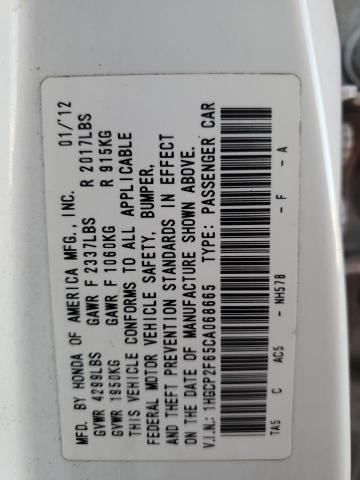 MFD. BY HONDA OF AMERICA MFG., INC. 01/'12
GVWR 4299LBS GAWR F 2337LBS R 2017LBS
GVWR 1950KG GAWR F 1060KG R 915KG
THIS VEHICLE CONFORMS TO ALL APPLICABLE
FEDERAL MOTOR VEHICLE SAFETY, BUMPER,
AND THEFT PREVENTION STANDARDS IN EFFECT
ON THE DATE OF MANUFACTURE SHOWN ABOVE.
V.I.N.: 1HGCP2F65CA068665 TYPE: PASSENGER CAR
TA5 C AC5 - NH578 - F - A